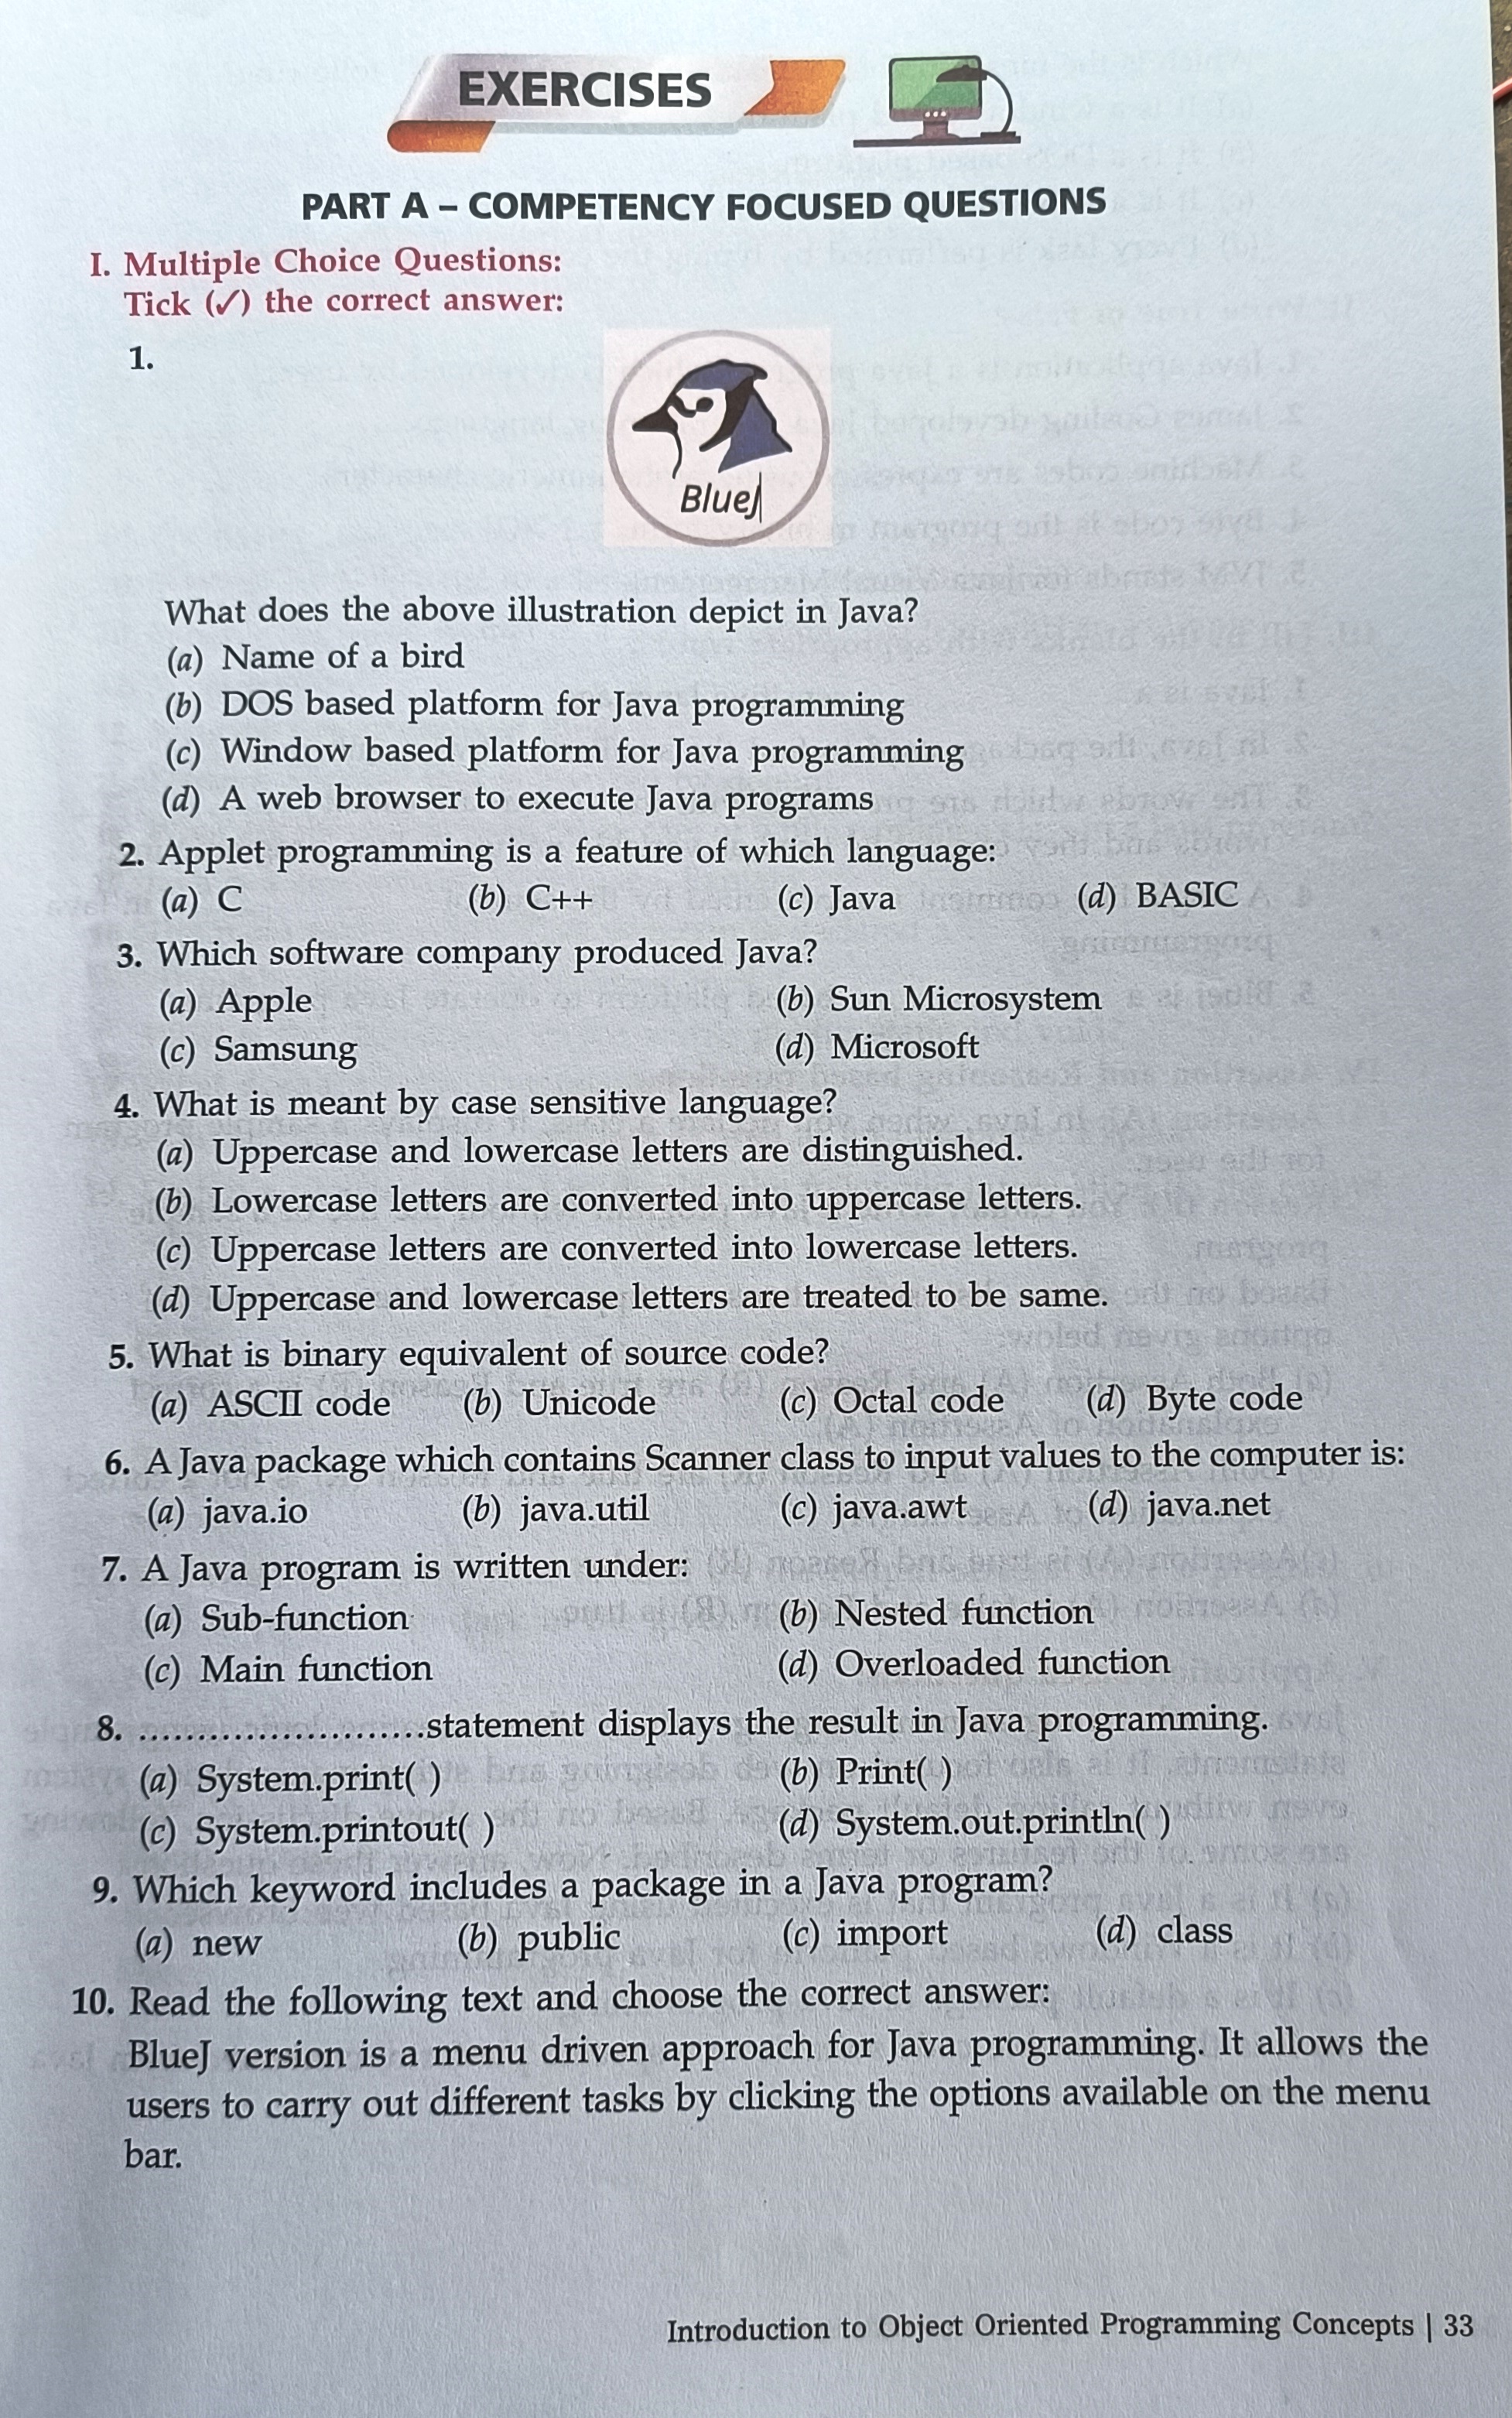 EXERCISES
PART A – COMPETENCY FOCUSED QUESTIONS
I. Multiple Choice Questions:
Tick (✓) the correct answer:
1.
BlueJ
What does the above illustration depict in Java?
(a) Name of a bird
(b) DOS based platform for Java programming
(c) Window based platform for Java programming
(d) A web browser to execute Java programs
2. Applet programming is a feature of which language:
(a) C (b) C++ (c) Java (d) BASIC
3. Which software company produced Java?
(a) Apple (b) Sun Microsystem
(c) Samsung (d) Microsoft
4. What is meant by case sensitive language?
(a) Uppercase and lowercase letters are distinguished.
(b) Lowercase letters are converted into uppercase letters.
(c) Uppercase letters are converted into lowercase letters.
(d) Uppercase and lowercase letters are treated to be same.
5. What is binary equivalent of source code?
(a) ASCII code (b) Unicode (c) Octal code (d) Byte code
6. A Java package which contains Scanner class to input values to the computer is:
(a) java.io (b) java.util (c) java.awt (d) java.net
7. A Java program is written under:
(a) Sub-function (b) Nested function
(c) Main function (d) Overloaded function
8. ........................statement displays the result in Java programming.
(a) System.print( ) (b) Print( )
(c) System.printout( ) (d) System.out.println( )
9. Which keyword includes a package in a Java program?
(a) new (b) public (c) import (d) class
10. Read the following text and choose the correct answer:
BlueJ version is a menu driven approach for Java programming. It allows the
users to carry out different tasks by clicking the options available on the menu
bar.
Introduction to Object Oriented Programming Concepts | 33